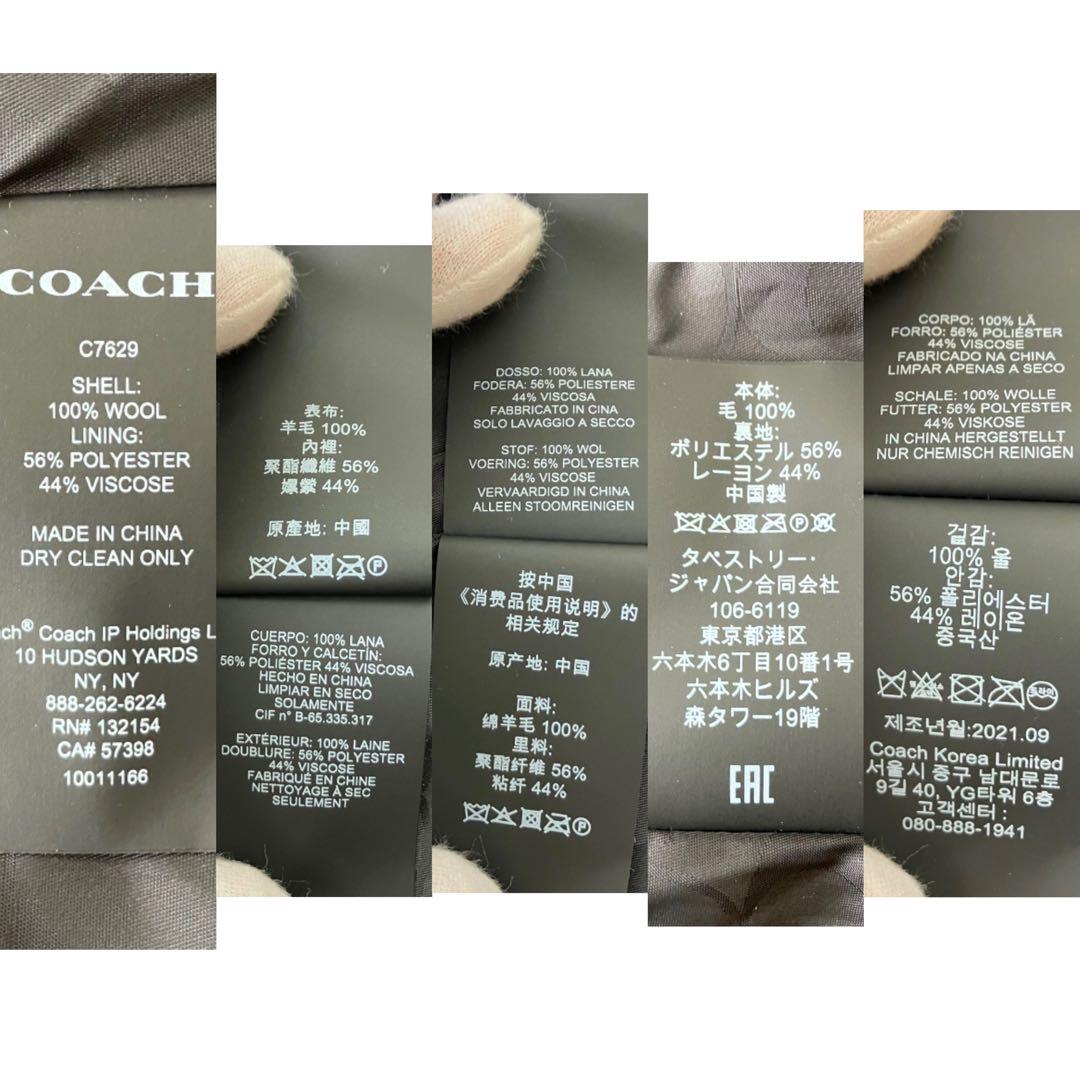 COACH
C7629
SHELL:
100% WOOL
LINING:
56% POLYESTER
44% VISCOSE
MADE IN CHINA
DRY CLEAN ONLY
ach® Coach IP Holdings L
10 HUDSON YARDS
NY, NY
888-262-6224
RN# 132154
CA# 57398
10011166
表布:
羊毛 100%
內裡:
聚酯纖維 56%
嫘縈 44%
原產地: 中國
CUERPO: 100% LANA
FORRO Y CALCETÍN:
56% POLIÉSTER 44% VISCOSA
HECHO EN CHINA
LIMPIAR EN SECO
SOLAMENTE
CIF n° B-65.335.317
EXTÉRIEUR: 100% LAINE
DOUBLURE: 56% POLYESTER
44% VISCOSE
FABRIQUÉ EN CHINE
NETTOYAGE À SEC
SEULEMENT
DOSSO: 100% LANA
FODERA: 56% POLIESTERE
44% VISCOSA
FABBRICATO IN CINA
SOLO LAVAGGIO A SECCO
STOF: 100% WOL
VOERING: 56% POLYESTER
44% VISCOSE
VERVAARDIGD IN CHINA
ALLEEN STOOMREINIGEN
按中国
《消费品使用说明》的
相关规定
原产地: 中国
面料:
绵羊毛 100%
里料:
聚酯纤维 56%
粘纤 44%
本体:
毛 100%
裏地:
ポリエステル 56%
レーヨン 44%
中国製
タペストリー・
ジャパン合同会社
106-6119
東京都港区
六本木6丁目10番1号
六本木ヒルズ
森タワー19階
EAC
CORPO: 100% LÃ
FORRO: 56% POLIÉSTER
44% VISCOSE
FABRICADO NA CHINA
LIMPAR APENAS A SECO
SCHALE: 100% WOLLE
FUTTER: 56% POLYESTER
44% VISKOSE
IN CHINA HERGESTELLT
NUR CHEMISCH REINIGEN
겉감:
100% 울
안감:
56% 폴리에스터
44% 레이온
중국산
드라이
제조년월:2021.09
Coach Korea Limited
서울시 중구 남대문로
9길 40, YG타워 6층
고객센터 :
080-888-1941